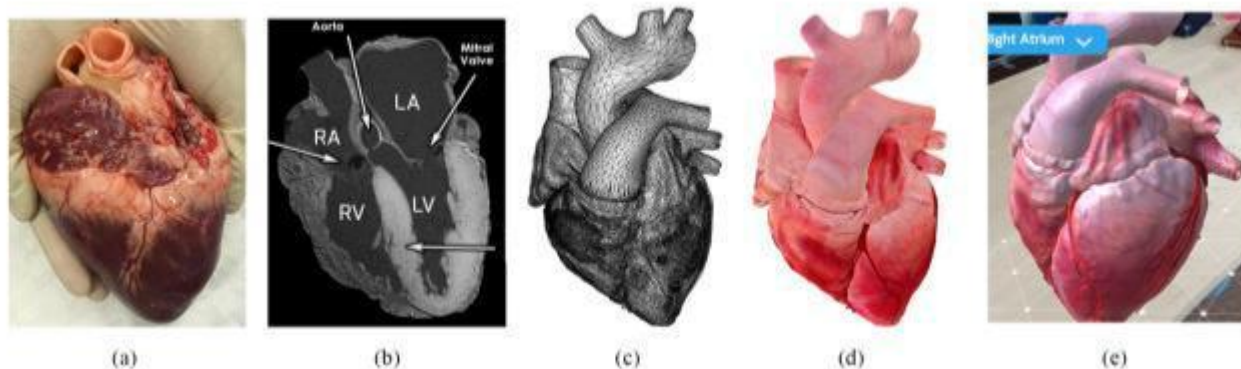 Aorta
Mitral
Valve
LA
RA
RV
LV
ight Atrium
(a)
(b)
(c)
(d)
(e)